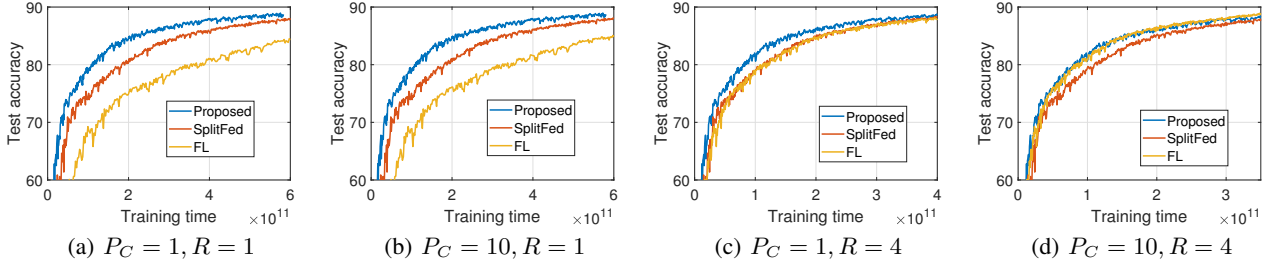 Test accuracy
90
80
70
60
Proposed
SplitFed
FL
0 2 4 6
Training time ×10^11
(a) P_C = 1, R = 1
Test accuracy
90
80
70
60
Proposed
SplitFed
FL
0 2 4 6
Training time ×10^11
(b) P_C = 10, R = 1
Test accuracy
90
80
70
60
Proposed
SplitFed
FL
0 1 2 3 4
Training time ×10^11
(c) P_C = 1, R = 4
Test accuracy
90
80
70
60
Proposed
SplitFed
FL
0 1 2 3
Training time ×10^11
(d) P_C = 10, R = 4